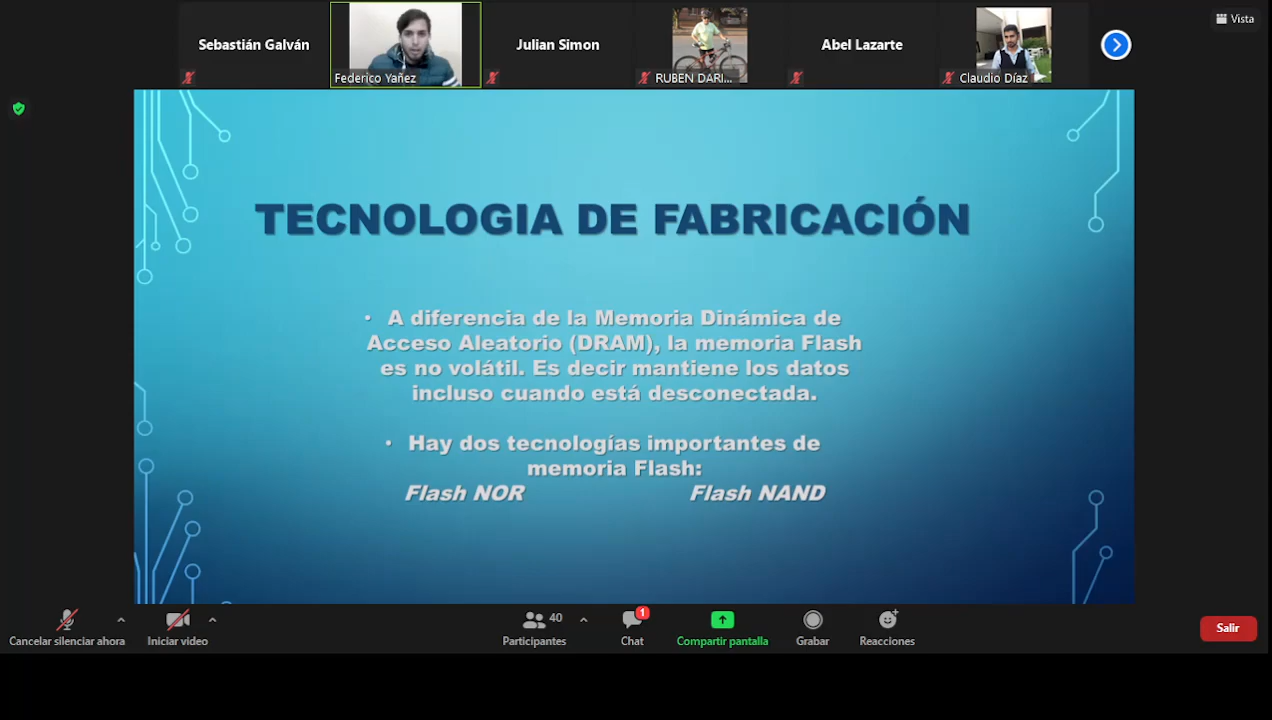 Vista
Sebastián Galván
Federico Yañez
Julian Simon
RUBEN DARI...
Abel Lazarte
Claudio Díaz
TECNOLOGIA DE FABRICACIÓN
• A diferencia de la Memoria Dinámica de
Acceso Aleatorio (DRAM), la memoria Flash
es no volátil. Es decir mantiene los datos
incluso cuando está desconectada.
• Hay dos tecnologías importantes de
memoria Flash:
Flash NOR Flash NAND
Cancelar silenciar ahora
Iniciar video
40
Participantes
1
Chat
Compartir pantalla
Grabar
Reacciones
Salir